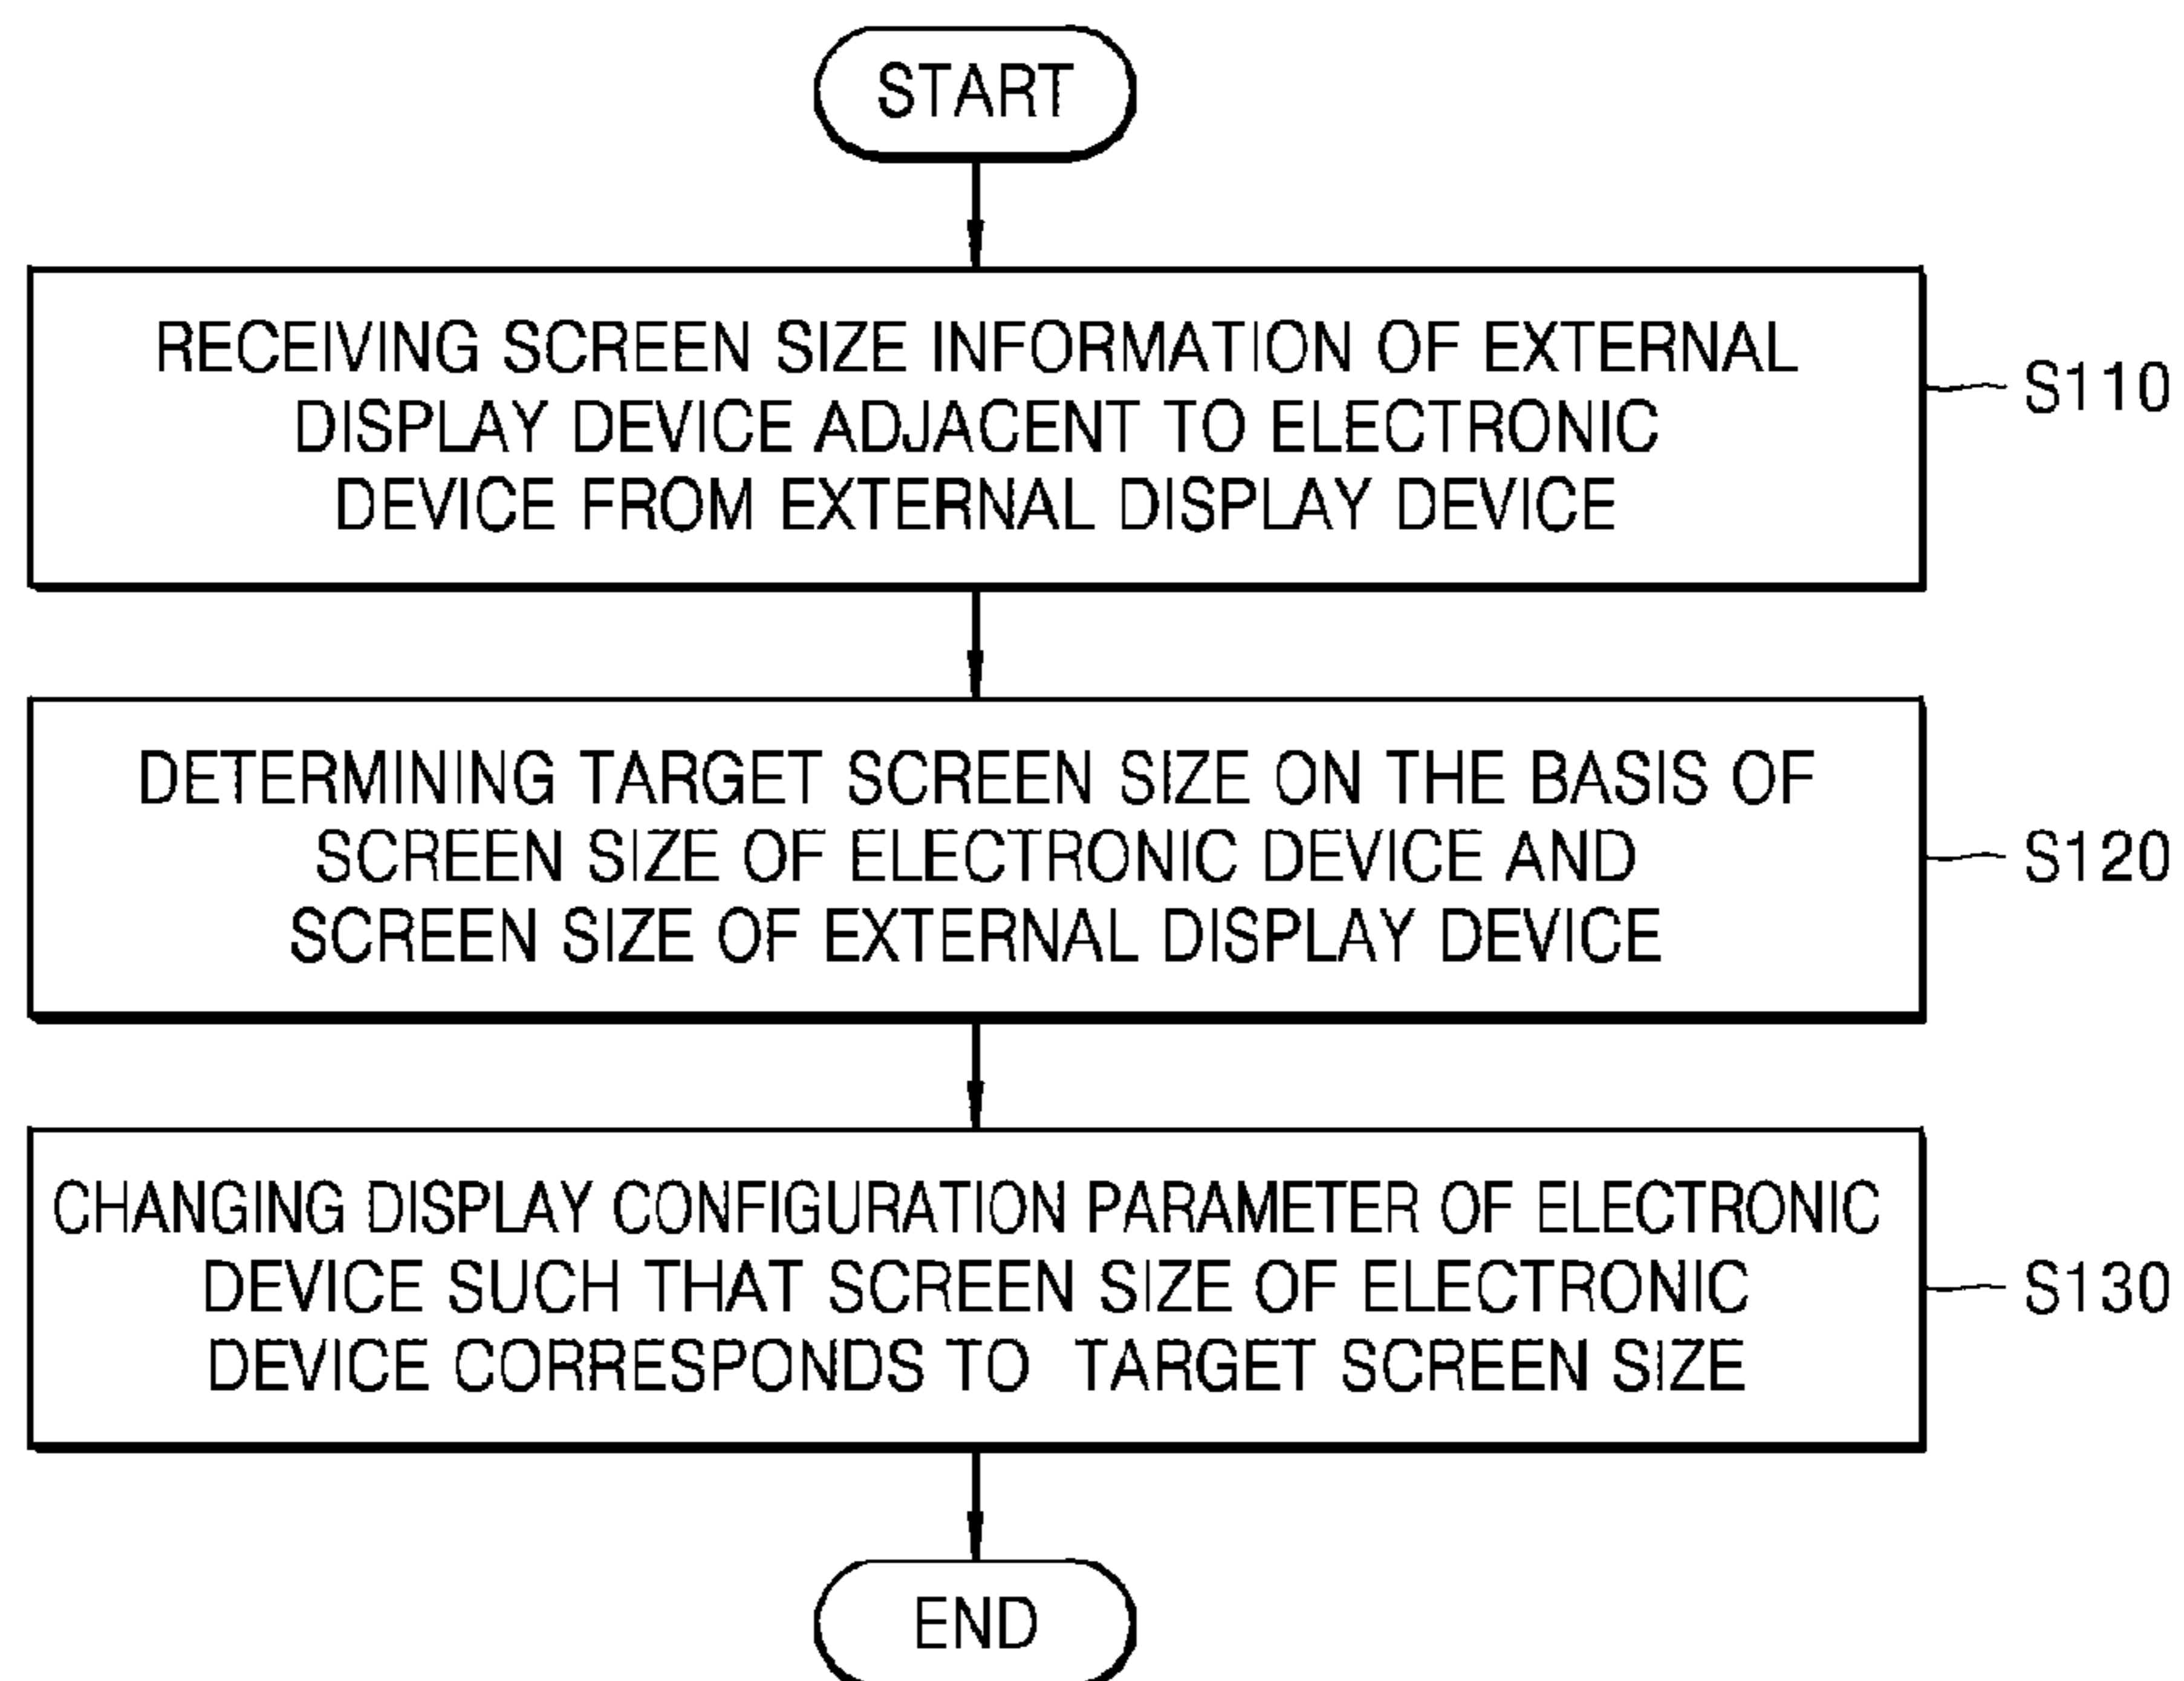 START
RECEIVING SCREEN SIZE INFORMATION OF EXTERNAL
DISPLAY DEVICE ADJACENT TO ELECTRONIC
DEVICE FROM EXTERNAL DISPLAY DEVICE
S110
DETERMINING TARGET SCREEN SIZE ON THE BASIS OF
SCREEN SIZE OF ELECTRONIC DEVICE AND
SCREEN SIZE OF EXTERNAL DISPLAY DEVICE
S120
CHANGING DISPLAY CONFIGURATION PARAMETER OF ELECTRONIC
DEVICE SUCH THAT SCREEN SIZE OF ELECTRONIC
DEVICE CORRESPONDS TO TARGET SCREEN SIZE
S130
END